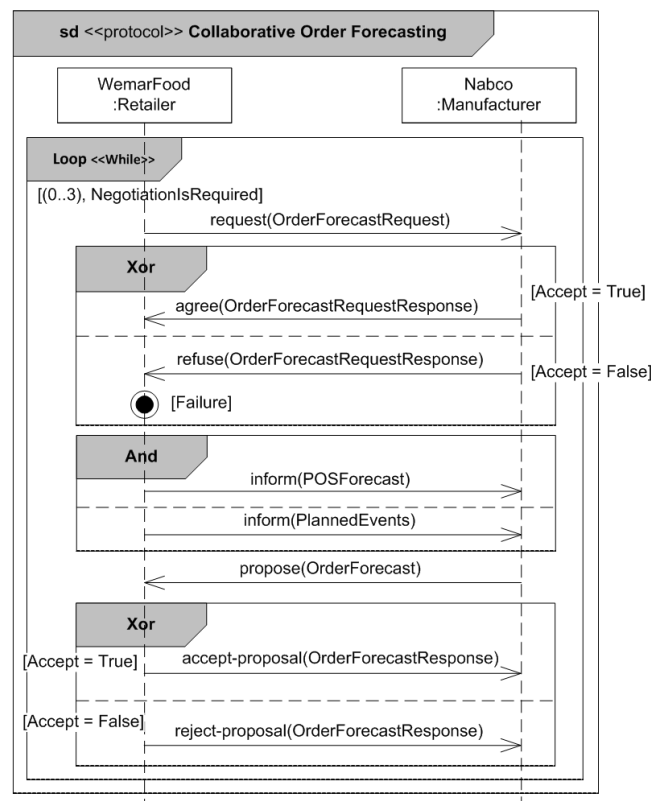 sd <<protocol>> Collaborative Order Forecasting
WemarFood
:Retailer
Nabco
:Manufacturer
Loop <<While>>
[(0..3), NegotiationIsRequired]
request(OrderForecastRequest)
Xor
[Accept = True]
agree(OrderForecastRequestResponse)
refuse(OrderForecastRequestResponse)
[Accept = False]
[Failure]
And
inform(POSForecast)
inform(PlannedEvents)
propose(OrderForecast)
Xor
[Accept = True]
accept-proposal(OrderForecastResponse)
[Accept = False]
reject-proposal(OrderForecastResponse)